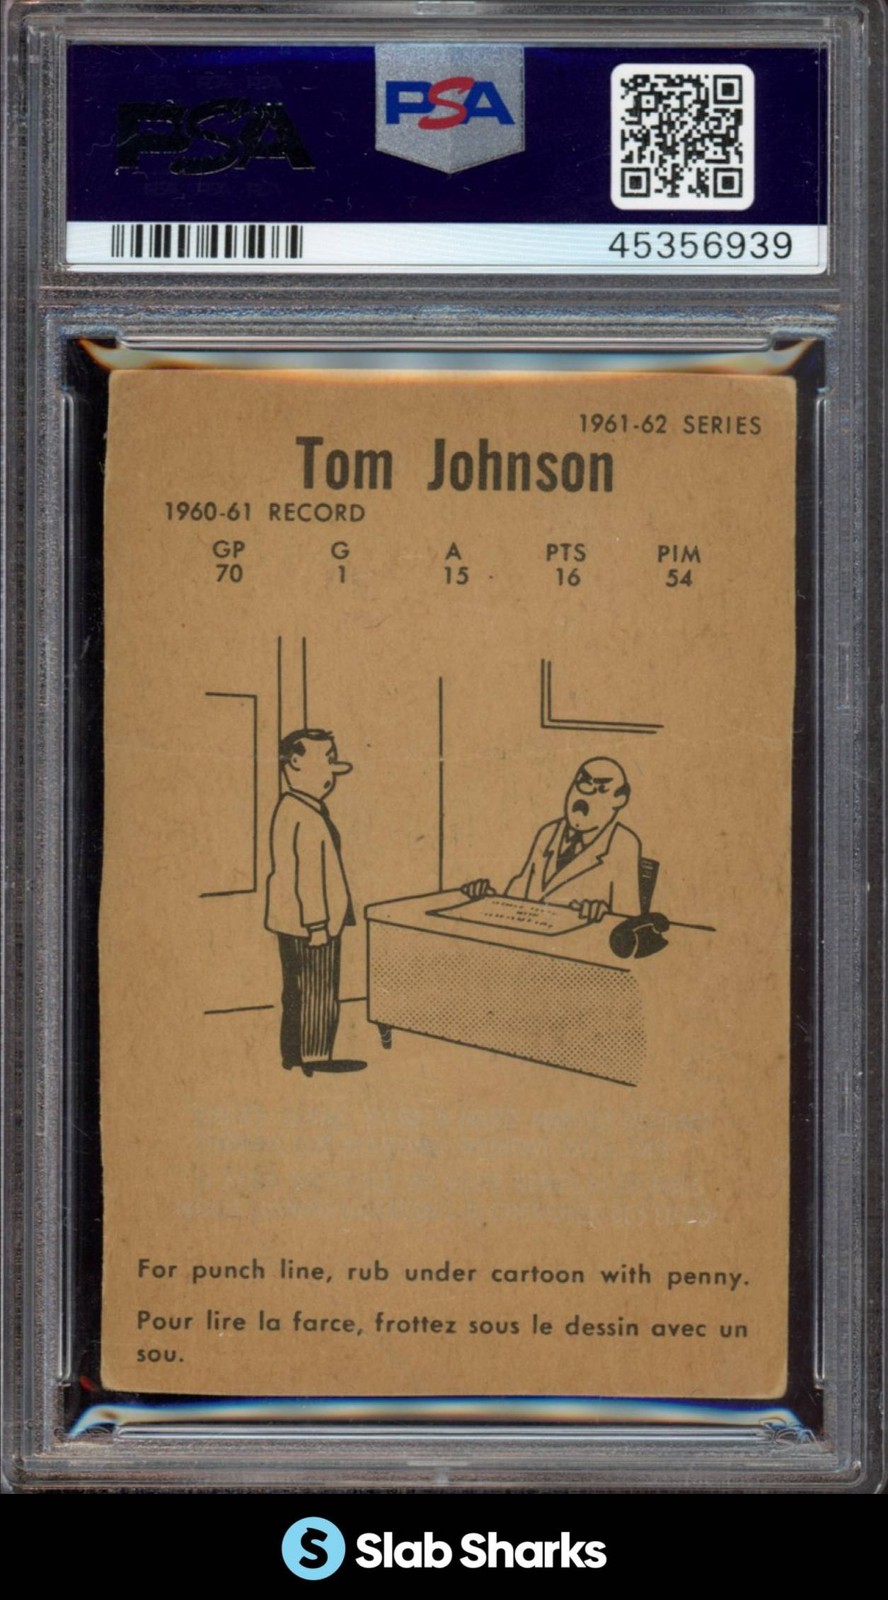 PSA
PSA
45356939
1961-62 SERIES
Tom Johnson
1960-61 RECORD
GP G A PTS PIM
70 1 15 16 54
For punch line, rub under cartoon with penny.
Pour lire la farce, frottez sous le dessin avec un
sou.
S Slab Sharks